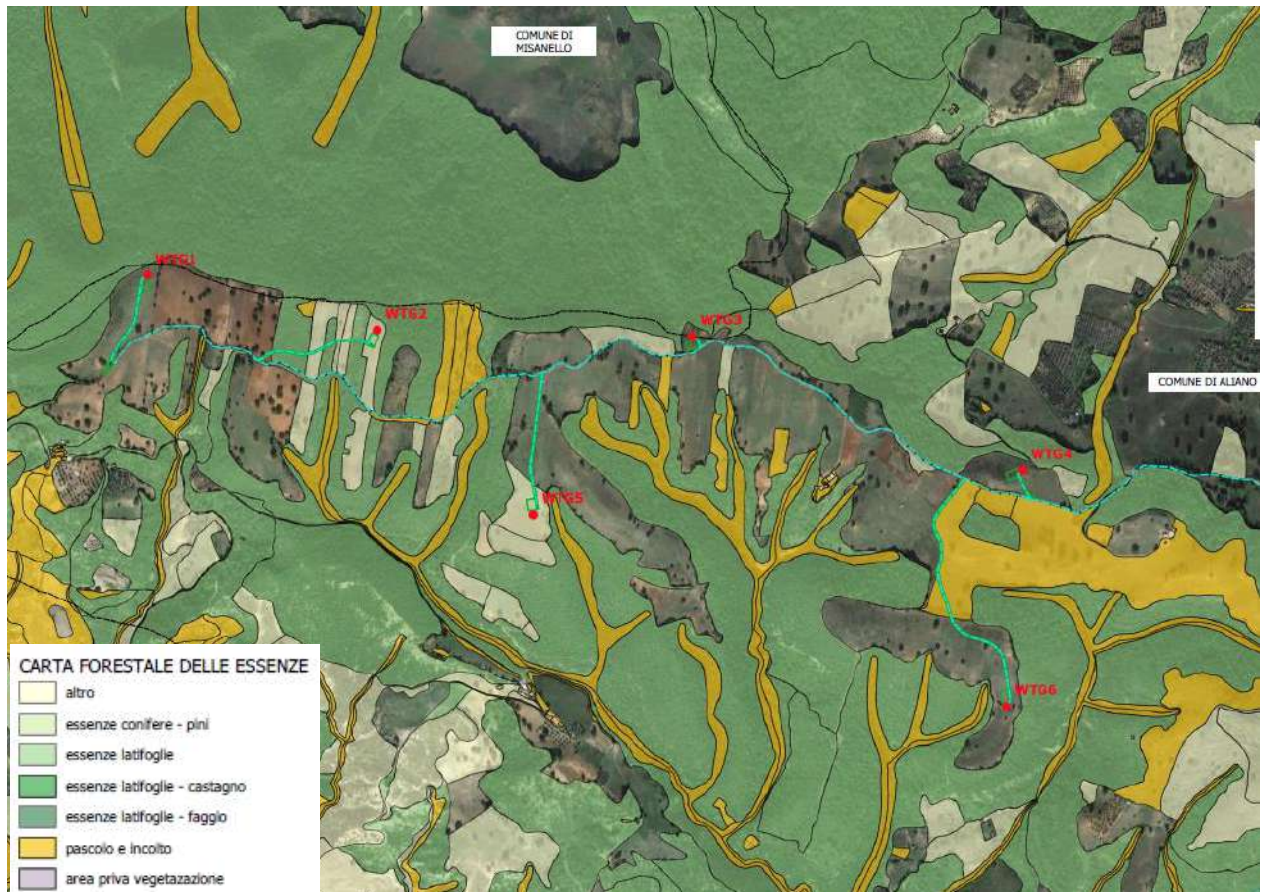 COMUNE DI
MISANELLO
WTG1
WTG2
WTG3
COMUNE DI ALIANO
WTG4
WTG5
WTG6
CARTA FORESTALE DELLE ESSENZE
altro
essenze conifere - pini
essenze latifoglie
essenze latifoglie - castagno
essenze latifoglie - faggio
pascolo e incolto
area priva vegetazazione